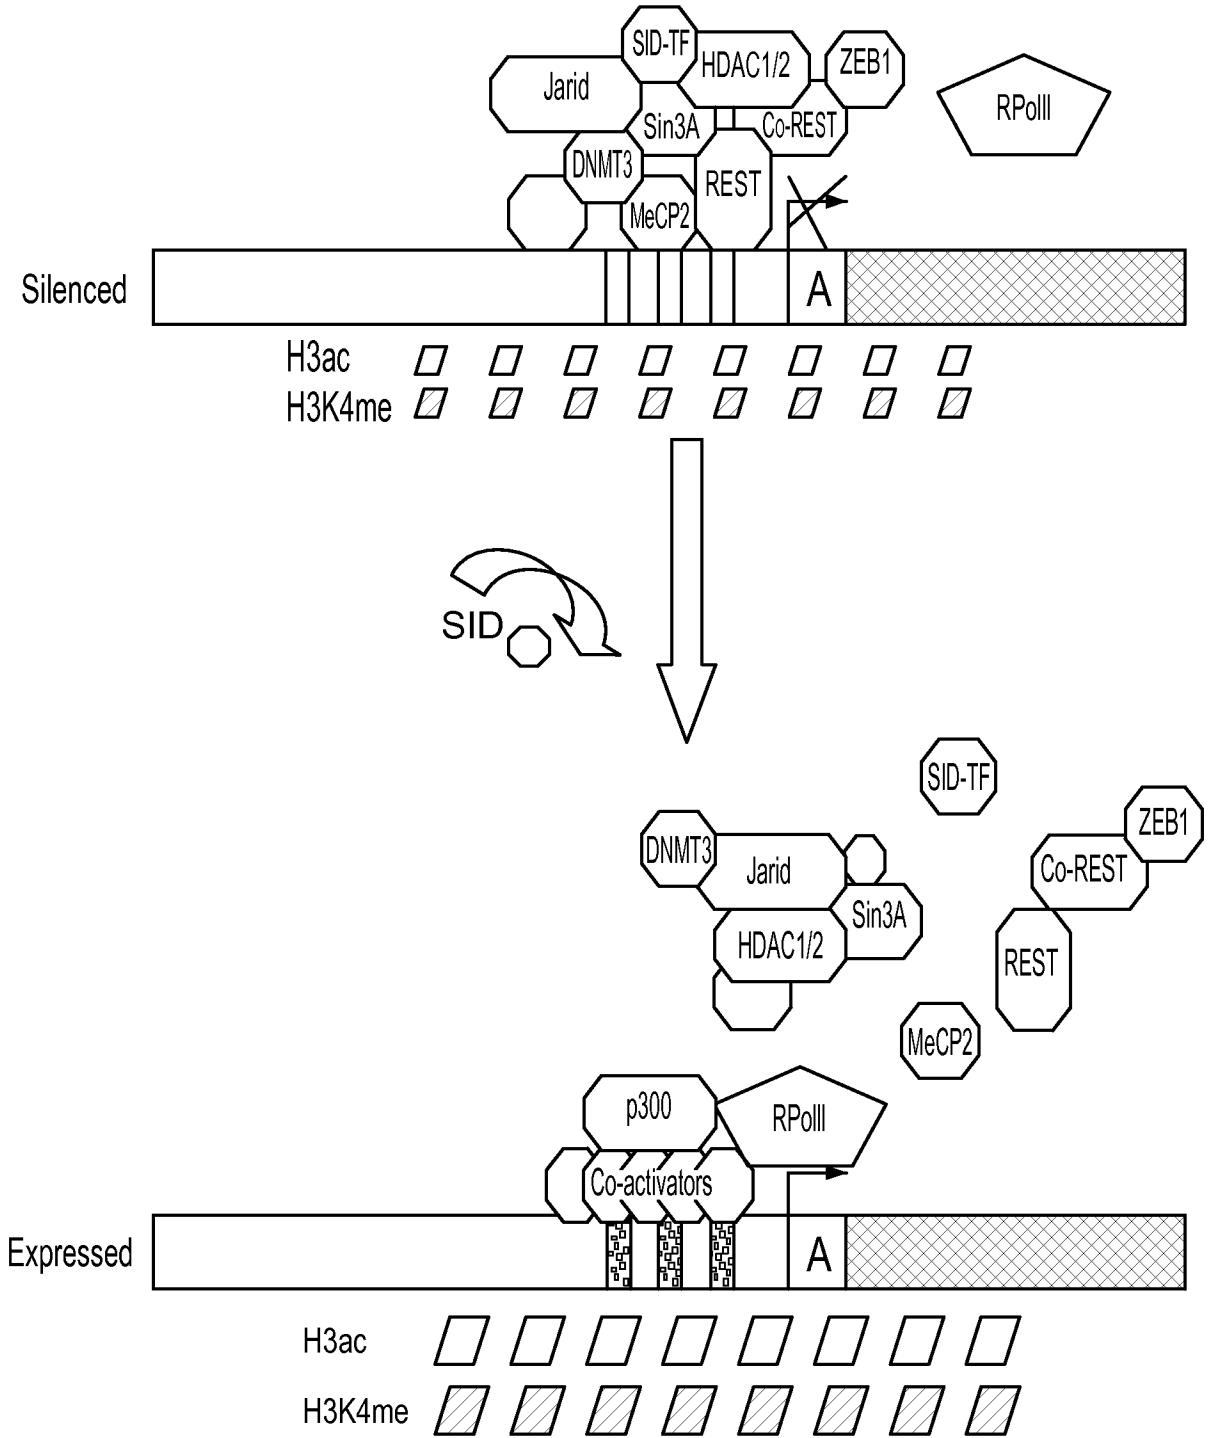 SID-TF
HDAC1/2
ZEB1
Jarid
RPolII
Sin3A
Co-REST
DNMT3
REST
MeCP2
Silenced
A
H3ac
H3K4me
SID
SID-TF
ZEB1
DNMT3
Jarid
Co-REST
Sin3A
HDAC1/2
REST
MeCP2
p300
RPolII
Co-activators
Expressed
A
H3ac
H3K4me